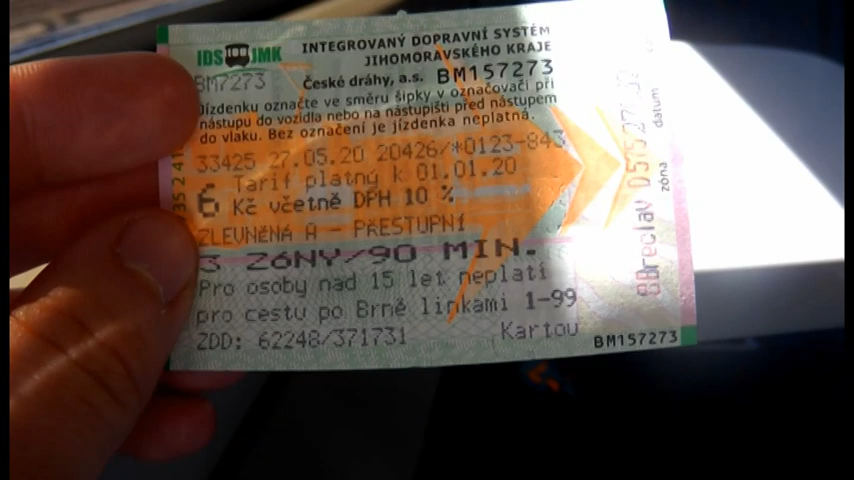 IDS JMK
INTEGROVANÝ DOPRAVNÍ SYSTÉM
JIHOMORAVSKÉHO KRAJE
BM7273
České dráhy, a.s. BM157273
Jízdenku označte ve směru šipky v označovači při
nástupu do vozidla nebo na nástupišti před nástupem
do vlaku. Bez označení je jízdenka neplatná.
33425 27.05.20 20426/*0123-843
Tarif platný k 01.01.20
6 Kč včetně DPH 10 %
ZLEVNĚNÁ A - PŘESTUPNÍ
3 ZÓNY/90 MIN.
Pro osoby nad 15 let neplatí
pro cestu po Brně linkami 1-99
ZDD: 62248/371731
Kartou
BM157273
Břeclav 0 575
zóna
datum
35241